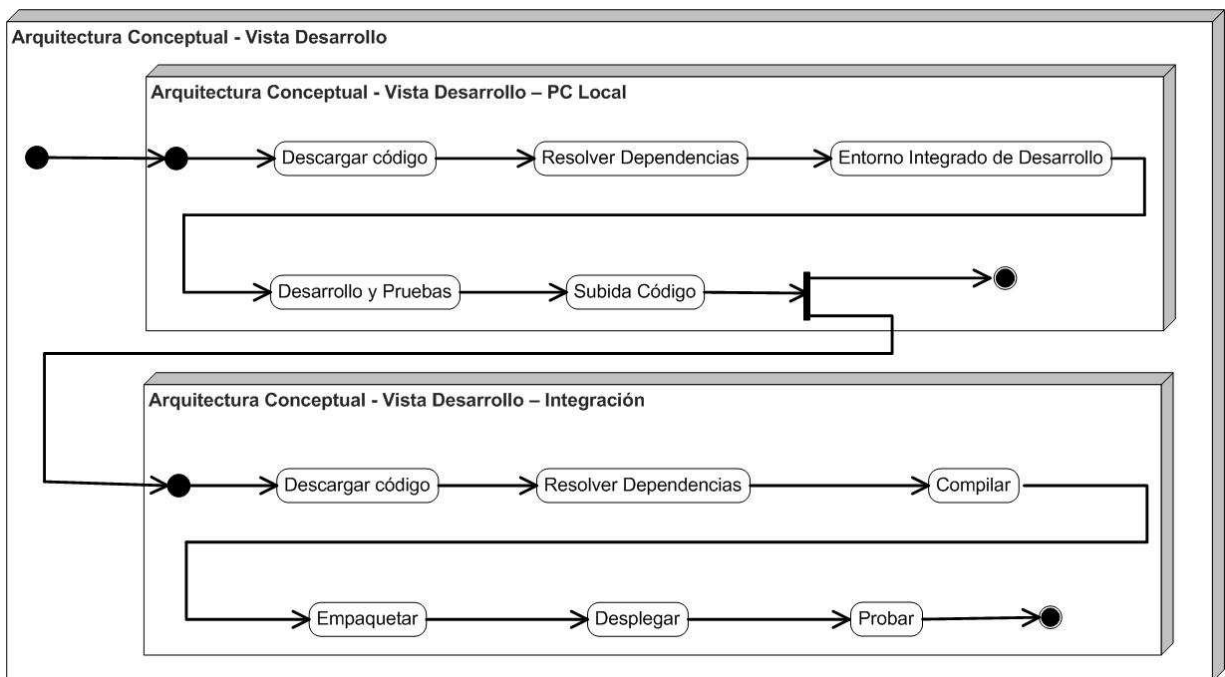 Arquitectura Conceptual - Vista Desarrollo
Arquitectura Conceptual - Vista Desarrollo – PC Local
Descargar código
Resolver Dependencias
Entorno Integrado de Desarrollo
Desarrollo y Pruebas
Subida Código
Arquitectura Conceptual - Vista Desarrollo – Integración
Descargar código
Resolver Dependencias
Compilar
Empaquetar
Desplegar
Probar